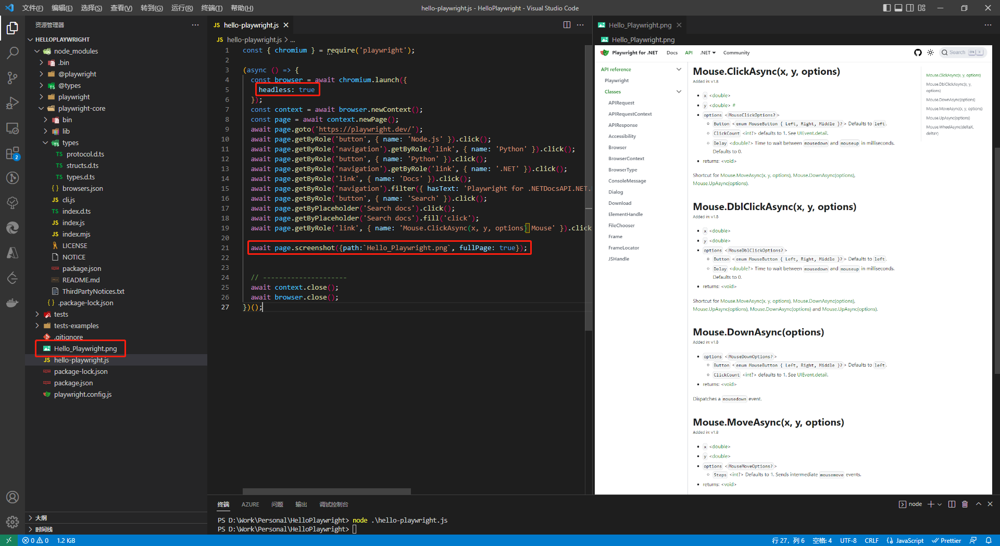 文件(F) 编辑(E) 选择(S) 查看(V) 转到(G) 运行(R) 终端(T) 帮助(H)
hello-playwright.js - HelloPlaywright - Visual Studio Code
资源管理器
HELLOPLAYWRIGHT
node_modules
.bin
@playwright
@types
playwright
playwright-core
bin
lib
types
TS protocol.d.ts
TS structs.d.ts
TS types.d.ts
{} browsers.json
JS cli.js
TS index.d.ts
JS index.js
JS index.mjs
LICENSE
NOTICE
package.json
README.md
ThirdPartyNotices.txt
{} .package-lock.json
tests
tests-examples
.gitignore
Hello_Playwright.png
JS hello-playwright.js
package-lock.json
package.json
playwright.config.js
大纲
时间线
2
JS hello-playwright.js
JS hello-playwright.js > ...
1 const { chromium } = require('playwright');
2
3 (async () => {
4 const browser = await chromium.launch({
5 headless: true
6 });
7 const context = await browser.newContext();
8 const page = await context.newPage();
9 await page.goto('https://playwright.dev/');
10 await page.getByRole('button', { name: 'Node.js' }).click();
11 await page.getByRole('navigation').getByRole('link', { name: 'Python' }).click();
12 await page.getByRole('button', { name: 'Python' }).click();
13 await page.getByRole('navigation').getByRole('link', { name: '.NET' }).click();
14 await page.getByRole('link', { name: 'Docs' }).click();
15 await page.getByRole('navigation').filter({ hasText: 'Playwright for .NETDocsAPI.NET.
16 await page.getByRole('button', { name: 'Search' }).click();
17 await page.getByPlaceholder('Search docs').click();
18 await page.getByPlaceholder('Search docs').fill('click');
19 await page.getByRole('link', { name: 'Mouse.ClickAsync(x, y, options) Mouse' }).click
20
21 await page.screenshot({path:`Hello_Playwright.png`, fullPage: true});
22
23
24 // ---------------------
25 await context.close();
26 await browser.close();
27 })();
Hello_Playwright.png
Hello_Playwright.png
Playwright for .NET Docs API .NET Community
Search
API reference
Playwright
Classes
APIRequest
APIRequestContext
APIResponse
Accessibility
Browser
BrowserContext
BrowserType
ConsoleMessage
Dialog
Download
ElementHandle
FileChooser
Frame
FrameLocator
JSHandle
Mouse.ClickAsync(x, y, options)
Added in: v1.8
x <double>
y <double> #
options <MouseClickOptions?>
Button <enum MouseButton { Left, Right, Middle }?> Defaults to left.
ClickCount <int?> defaults to 1. See UIEvent.detail.
Delay <double?> Time to wait between mousedown and mouseup in milliseconds.
Defaults to 0.
returns: <void>
Shortcut for Mouse.MoveAsync(x, y, options), Mouse.DownAsync(options),
Mouse.UpAsync(options).
Mouse.DblClickAsync(x, y, options)
Added in: v1.8
x <double>
y <double>
options <MouseDblClickOptions?>
Button <enum MouseButton { Left, Right, Middle }?> Defaults to left.
Delay <double?> Time to wait between mousedown and mouseup in milliseconds.
Defaults to 0.
returns: <void>
Shortcut for Mouse.MoveAsync(x, y, options), Mouse.DownAsync(options),
Mouse.UpAsync(options), Mouse.DownAsync(options) and Mouse.UpAsync(options).
Mouse.DownAsync(options)
Added in: v1.8
options <MouseDownOptions?>
Button <enum MouseButton { Left, Right, Middle }?> Defaults to left.
ClickCount <int?> defaults to 1. See UIEvent.detail.
returns: <void>
Dispatches a mousedown event.
Mouse.MoveAsync(x, y, options)
Added in: v1.8
x <double>
y <double>
options <MouseMoveOptions?>
Steps <int?> Defaults to 1. Sends intermediate mousemove events.
returns: <void>
Mouse.ClickAsync(x, y, options)
Mouse.DblClickAsync(x, y,
options)
Mouse.DownAsync(options)
Mouse.MoveAsync(x, y, options)
Mouse.UpAsync(options)
Mouse.WheelAsync(deltaX,
deltaY)
终端 AZURE 问题 输出 调试控制台
node
PS D:\Work\Personal\HelloPlaywright> node .\hello-playwright.js
PS D:\Work\Personal\HelloPlaywright>
0 0 1.2 KiB
行 27，列 6 空格: 4 UTF-8 CRLF {} JavaScript Prettier